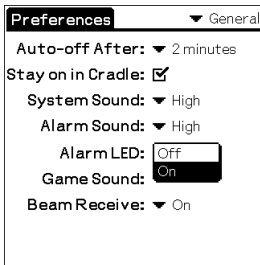 Preferences General
Auto-off After: 2 minutes
Stay on in Cradle:
System Sound: High
Alarm Sound: High
Alarm LED: Off
On
Game Sound:
Beam Receive: On